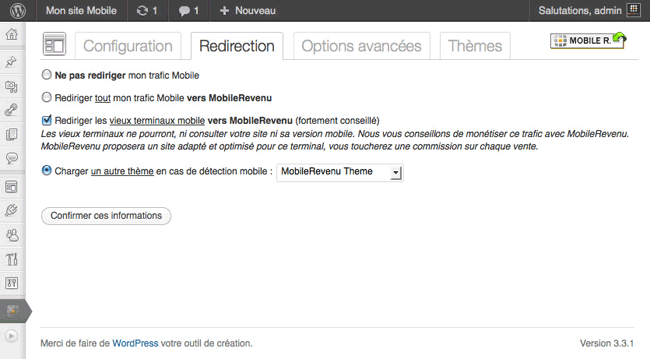 Mon site Mobile 1 1 + Nouveau Salutations, admin
Configuration Redirection Options avancées Thèmes MOBILE R.
Ne pas rediriger mon trafic Mobile
Rediriger tout mon trafic Mobile vers MobileRevenu
Rediriger les vieux terminaux mobile vers MobileRevenu (fortement conseillé)
Les vieux terminaux ne pourront, ni consulter votre site ni sa version mobile. Nous vous conseillons de monétiser ce trafic avec MobileRevenu.
MobileRevenu proposera un site adapté et optimisé pour ce terminal, vous toucherez une commission sur chaque vente.
Charger un autre thème en cas de détection mobile : MobileRevenu Theme
Confirmer ces informations
Merci de faire de WordPress votre outil de création. Version 3.3.1